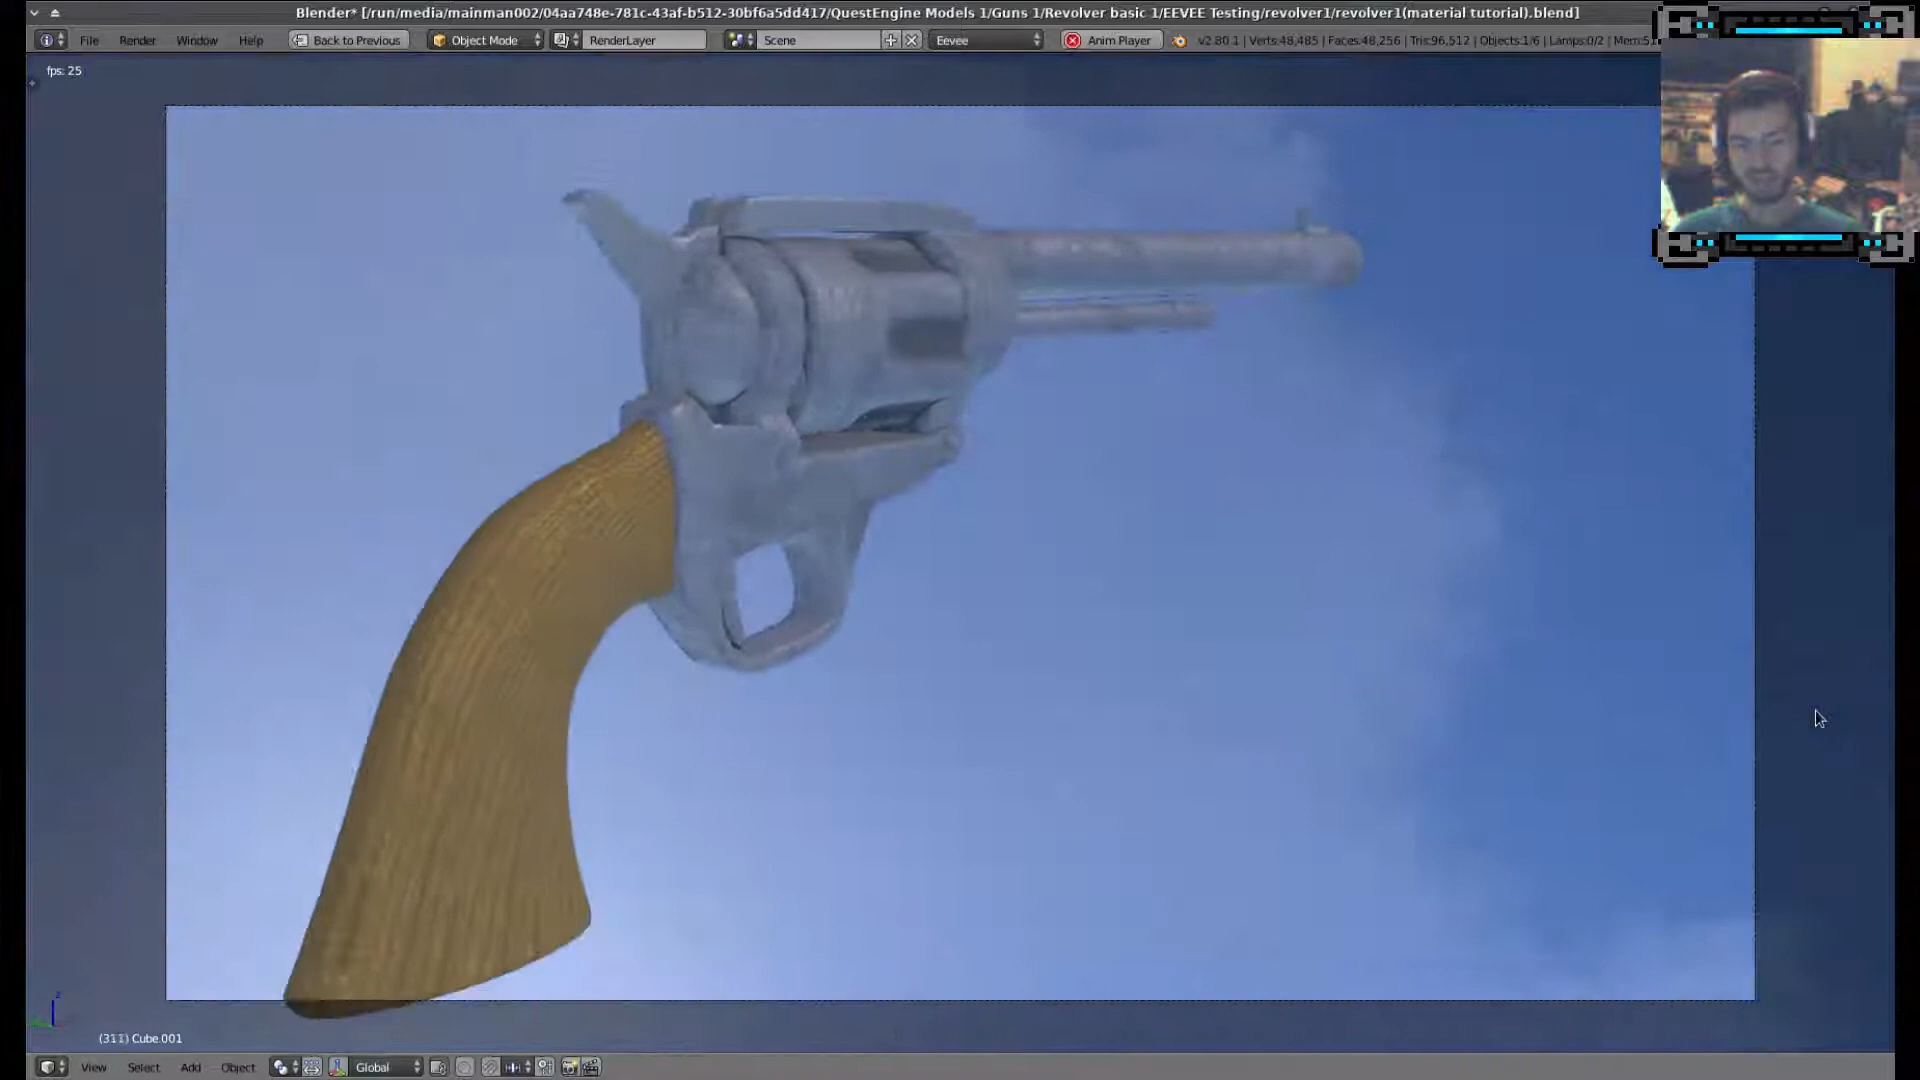 Blender* [/run/media/mainman002/04aa748e-781c-43af-b512-30bf6a5dd417/QuestEngine Models 1/Guns 1/Revolver basic 1/EEVEE Testing/revolver1/revolver1(material tutorial).blend]
File Render Window Help Back to Previous Object Mode RenderLayer Scene Eevee Anim Player v2.80.1 | Verts:48,485 | Faces:48,256 | Tris:96,512 | Objects:1/6 | Lamps:0/2 |
fps: 25
(311) Cube.001
View Select Add Object Global